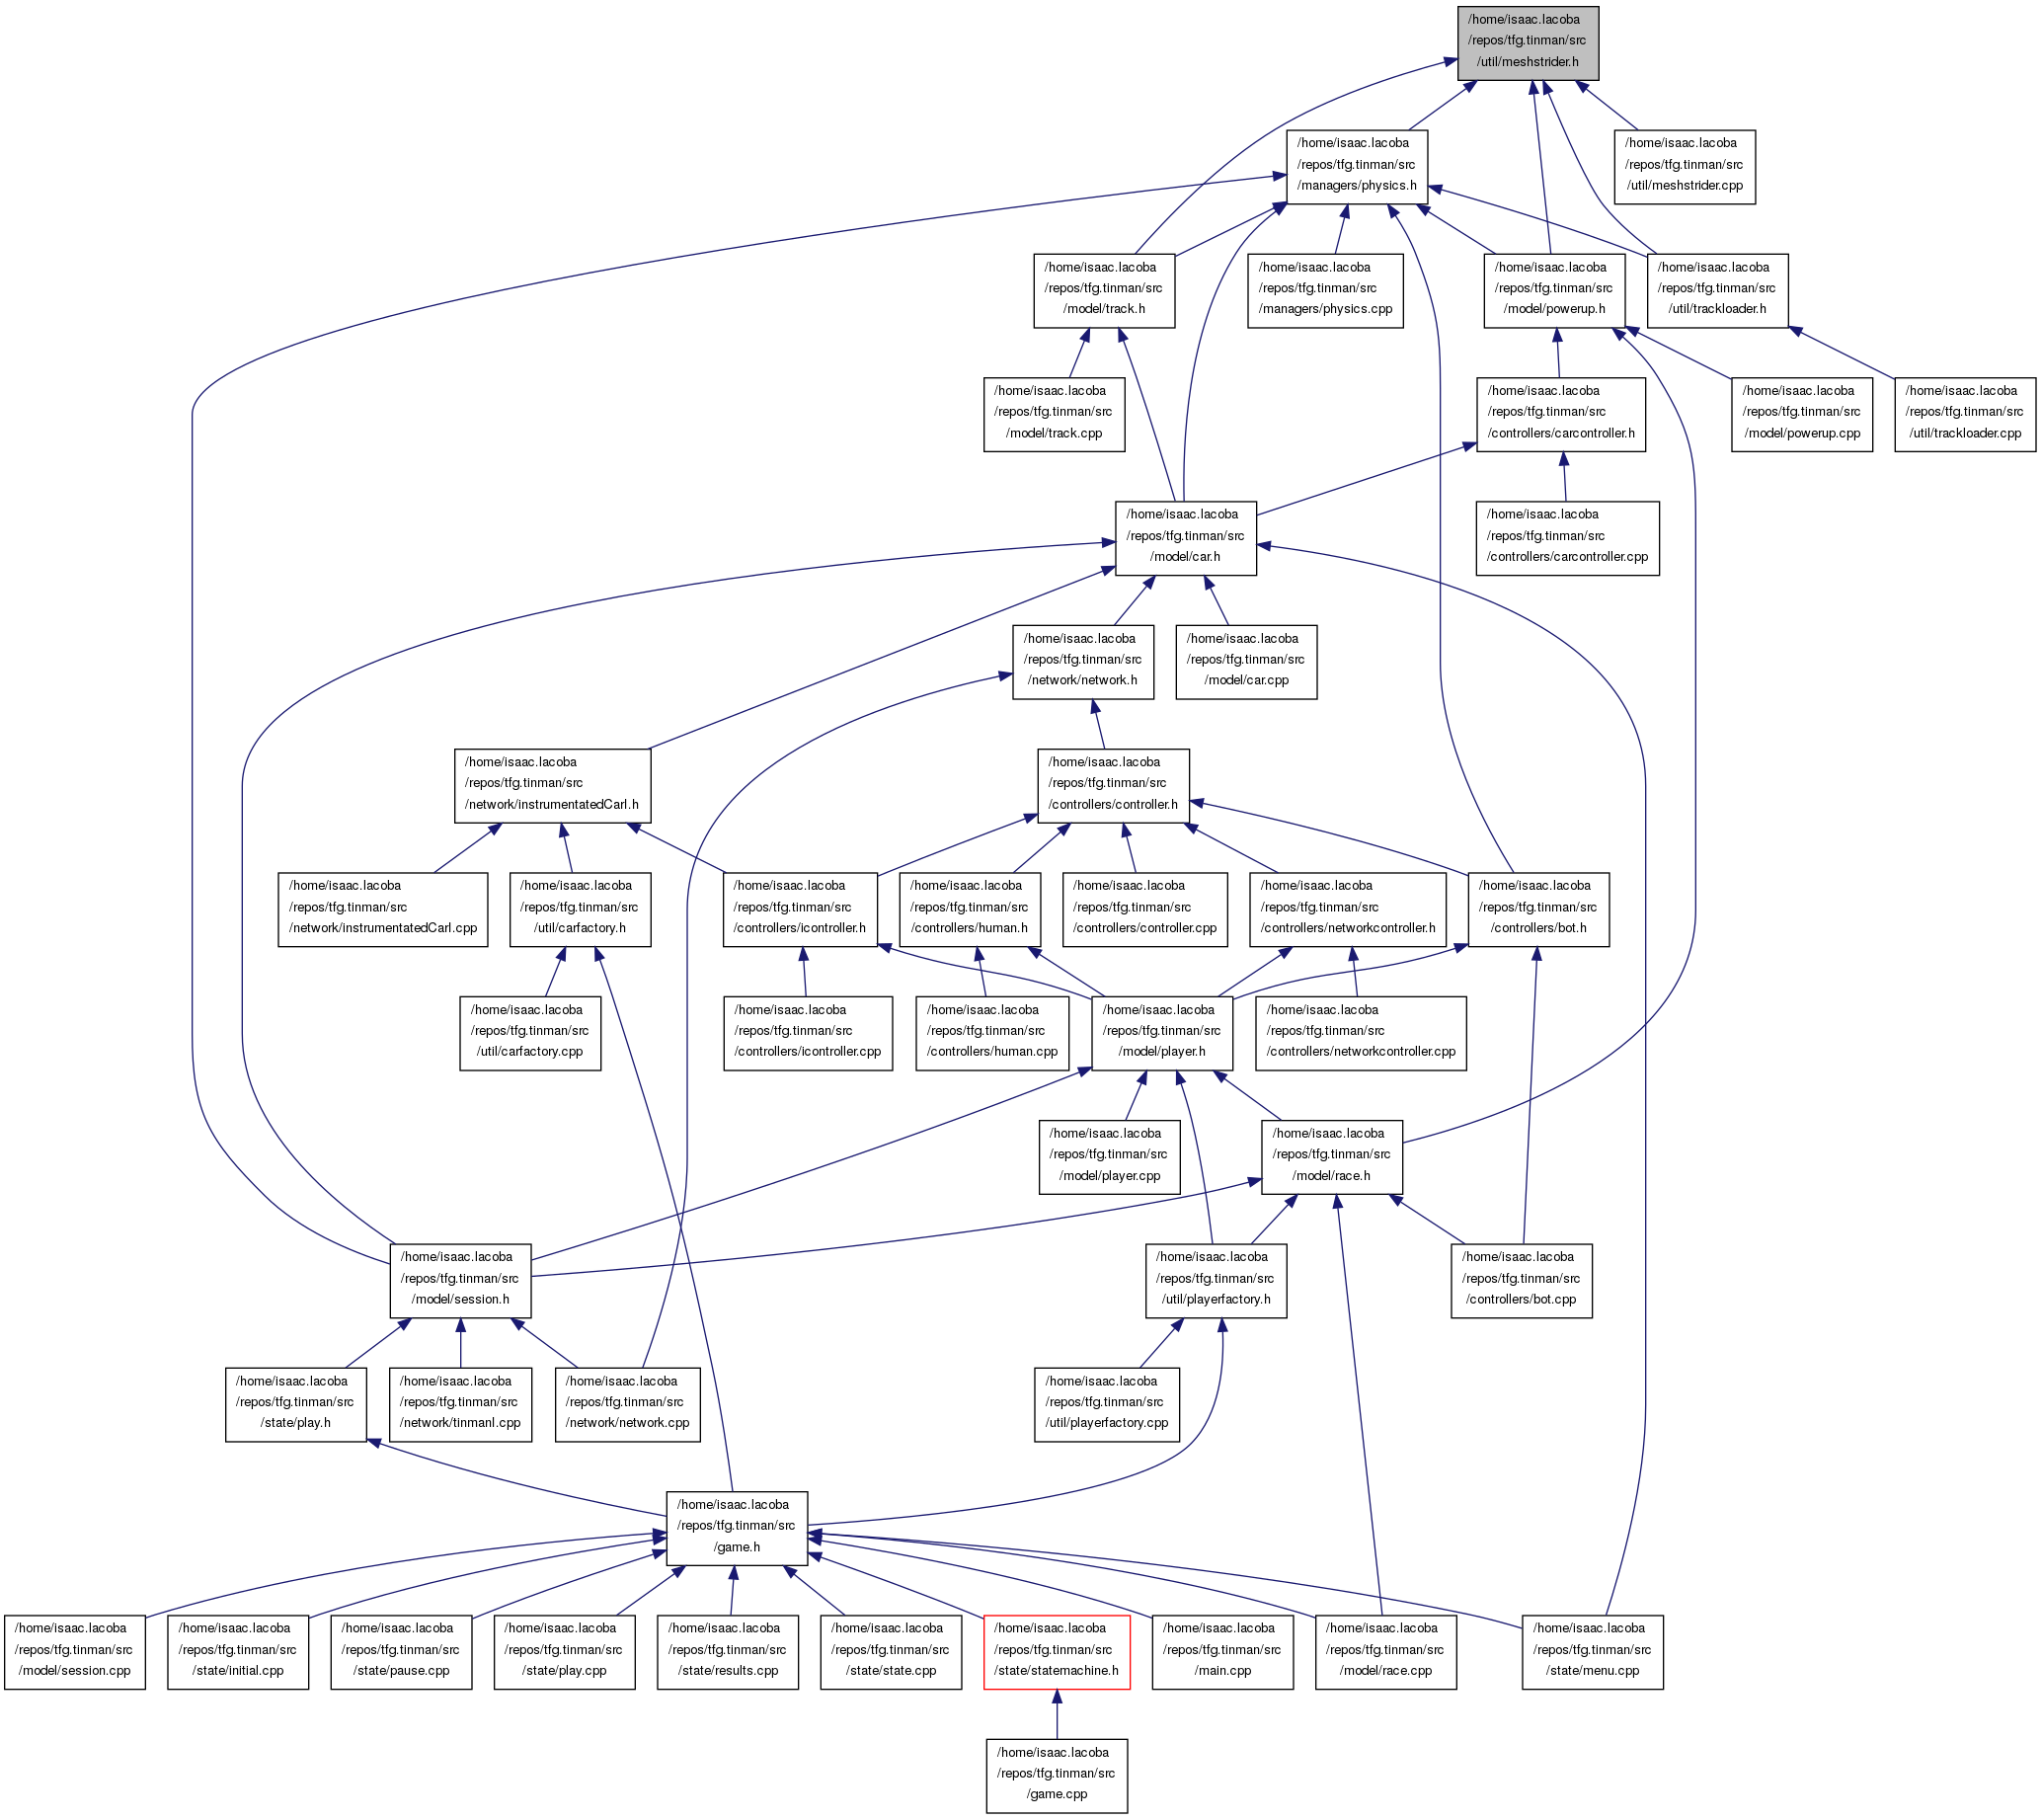 /home/isaac.lacoba
/repos/tfg.tinman/src
/util/meshstrider.h
/home/isaac.lacoba
/repos/tfg.tinman/src
/managers/physics.h
/home/isaac.lacoba
/repos/tfg.tinman/src
/util/meshstrider.cpp
/home/isaac.lacoba
/repos/tfg.tinman/src
/model/track.h
/home/isaac.lacoba
/repos/tfg.tinman/src
/managers/physics.cpp
/home/isaac.lacoba
/repos/tfg.tinman/src
/model/powerup.h
/home/isaac.lacoba
/repos/tfg.tinman/src
/util/trackloader.h
/home/isaac.lacoba
/repos/tfg.tinman/src
/model/track.cpp
/home/isaac.lacoba
/repos/tfg.tinman/src
/controllers/carcontroller.h
/home/isaac.lacoba
/repos/tfg.tinman/src
/model/powerup.cpp
/home/isaac.lacoba
/repos/tfg.tinman/src
/util/trackloader.cpp
/home/isaac.lacoba
/repos/tfg.tinman/src
/model/car.h
/home/isaac.lacoba
/repos/tfg.tinman/src
/controllers/carcontroller.cpp
/home/isaac.lacoba
/repos/tfg.tinman/src
/network/network.h
/home/isaac.lacoba
/repos/tfg.tinman/src
/model/car.cpp
/home/isaac.lacoba
/repos/tfg.tinman/src
/network/instrumentatedCarI.h
/home/isaac.lacoba
/repos/tfg.tinman/src
/controllers/controller.h
/home/isaac.lacoba
/repos/tfg.tinman/src
/network/instrumentatedCarI.cpp
/home/isaac.lacoba
/repos/tfg.tinman/src
/util/carfactory.h
/home/isaac.lacoba
/repos/tfg.tinman/src
/controllers/icontroller.h
/home/isaac.lacoba
/repos/tfg.tinman/src
/controllers/human.h
/home/isaac.lacoba
/repos/tfg.tinman/src
/controllers/controller.cpp
/home/isaac.lacoba
/repos/tfg.tinman/src
/controllers/networkcontroller.h
/home/isaac.lacoba
/repos/tfg.tinman/src
/controllers/bot.h
/home/isaac.lacoba
/repos/tfg.tinman/src
/util/carfactory.cpp
/home/isaac.lacoba
/repos/tfg.tinman/src
/controllers/icontroller.cpp
/home/isaac.lacoba
/repos/tfg.tinman/src
/controllers/human.cpp
/home/isaac.lacoba
/repos/tfg.tinman/src
/model/player.h
/home/isaac.lacoba
/repos/tfg.tinman/src
/controllers/networkcontroller.cpp
/home/isaac.lacoba
/repos/tfg.tinman/src
/model/player.cpp
/home/isaac.lacoba
/repos/tfg.tinman/src
/model/race.h
/home/isaac.lacoba
/repos/tfg.tinman/src
/model/session.h
/home/isaac.lacoba
/repos/tfg.tinman/src
/util/playerfactory.h
/home/isaac.lacoba
/repos/tfg.tinman/src
/controllers/bot.cpp
/home/isaac.lacoba
/repos/tfg.tinman/src
/state/play.h
/home/isaac.lacoba
/repos/tfg.tinman/src
/network/tinmanI.cpp
/home/isaac.lacoba
/repos/tfg.tinman/src
/network/network.cpp
/home/isaac.lacoba
/repos/tfg.tinman/src
/util/playerfactory.cpp
/home/isaac.lacoba
/repos/tfg.tinman/src
/game.h
/home/isaac.lacoba
/repos/tfg.tinman/src
/model/session.cpp
/home/isaac.lacoba
/repos/tfg.tinman/src
/state/initial.cpp
/home/isaac.lacoba
/repos/tfg.tinman/src
/state/pause.cpp
/home/isaac.lacoba
/repos/tfg.tinman/src
/state/play.cpp
/home/isaac.lacoba
/repos/tfg.tinman/src
/state/results.cpp
/home/isaac.lacoba
/repos/tfg.tinman/src
/state/state.cpp
/home/isaac.lacoba
/repos/tfg.tinman/src
/state/statemachine.h
/home/isaac.lacoba
/repos/tfg.tinman/src
/main.cpp
/home/isaac.lacoba
/repos/tfg.tinman/src
/model/race.cpp
/home/isaac.lacoba
/repos/tfg.tinman/src
/state/menu.cpp
/home/isaac.lacoba
/repos/tfg.tinman/src
/game.cpp